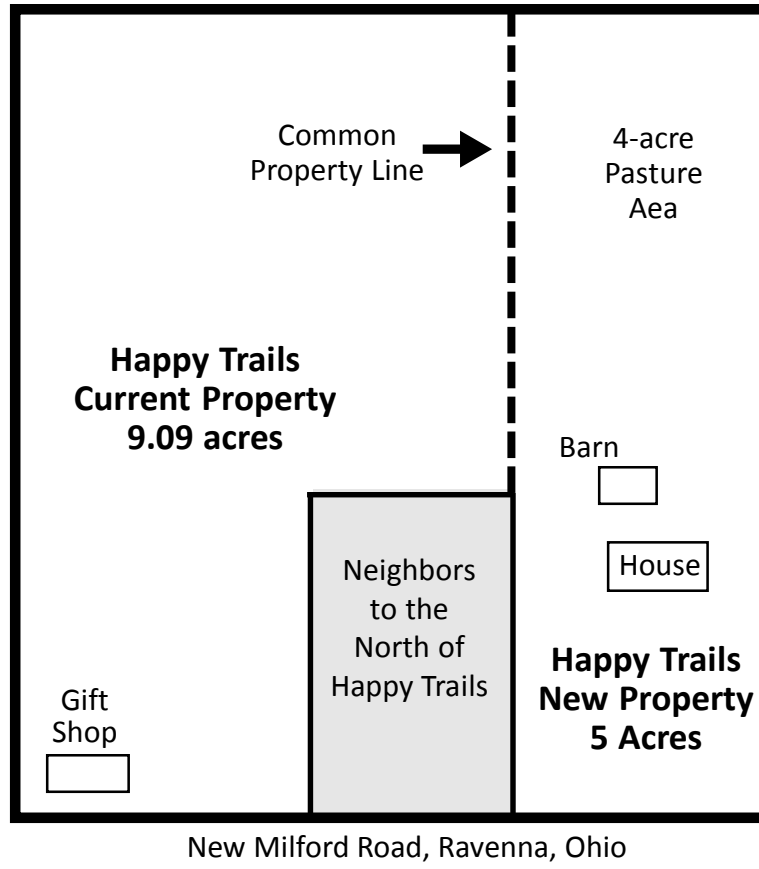 Common
Property Line
4-acre
Pasture
Aea
Happy Trails
Current Property
9.09 acres
Barn
House
Neighbors
to the
North of
Happy Trails
Happy Trails
New Property
5 Acres
Gift
Shop
New Milford Road, Ravenna, Ohio